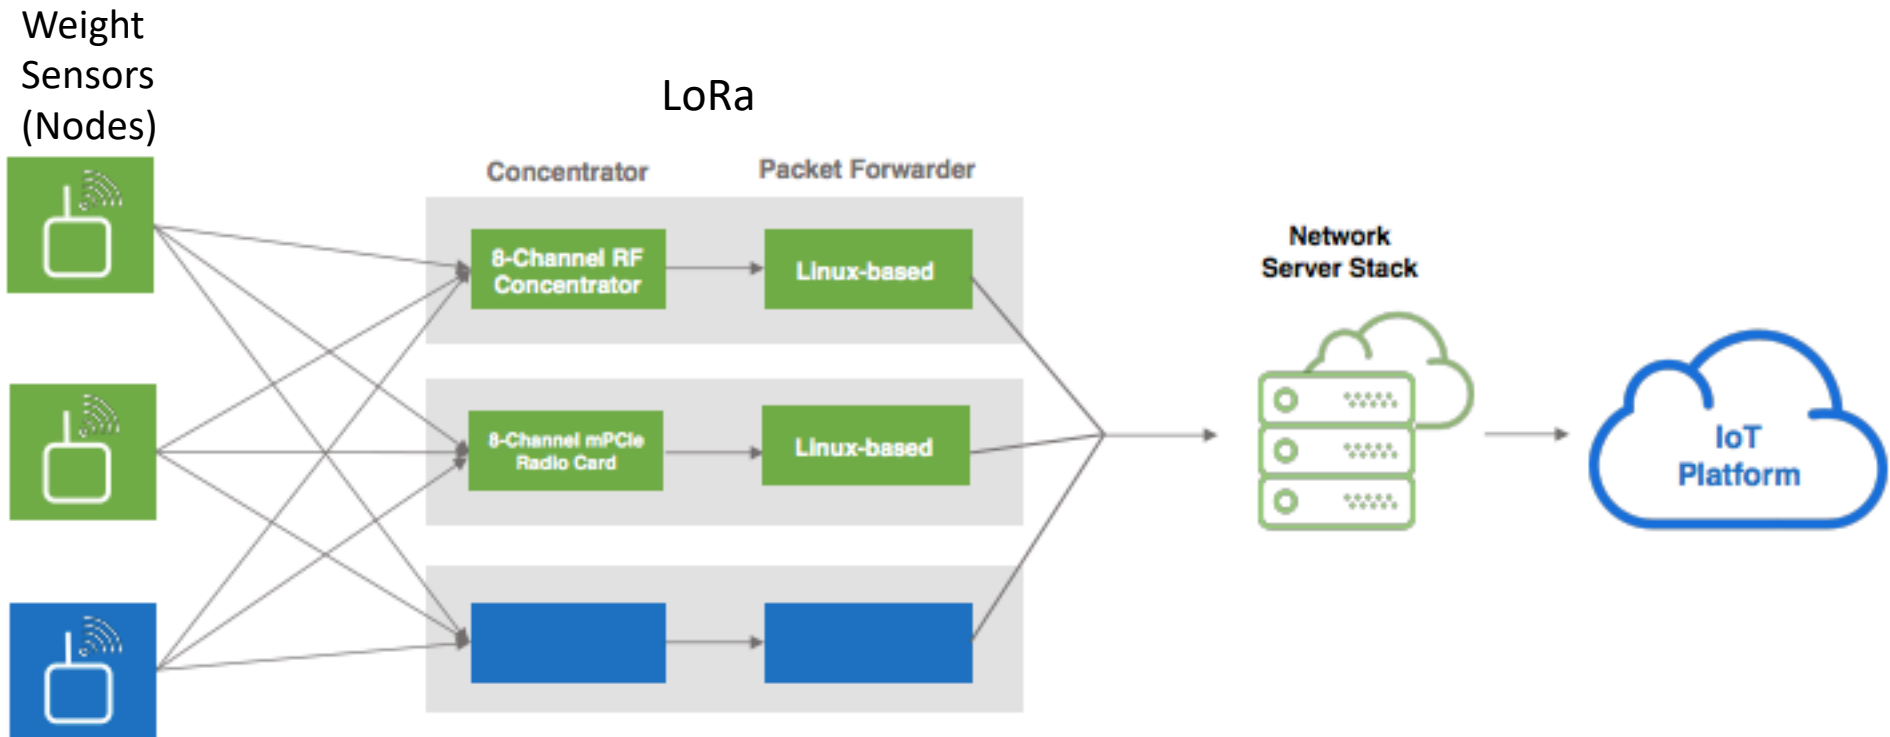 Weight
Sensors
(Nodes)
LoRa
Concentrator
Packet Forwarder
8-Channel RF
Concentrator
Linux-based
8-Channel mPCIe
Radio Card
Linux-based
Network
Server Stack
IoT
Platform